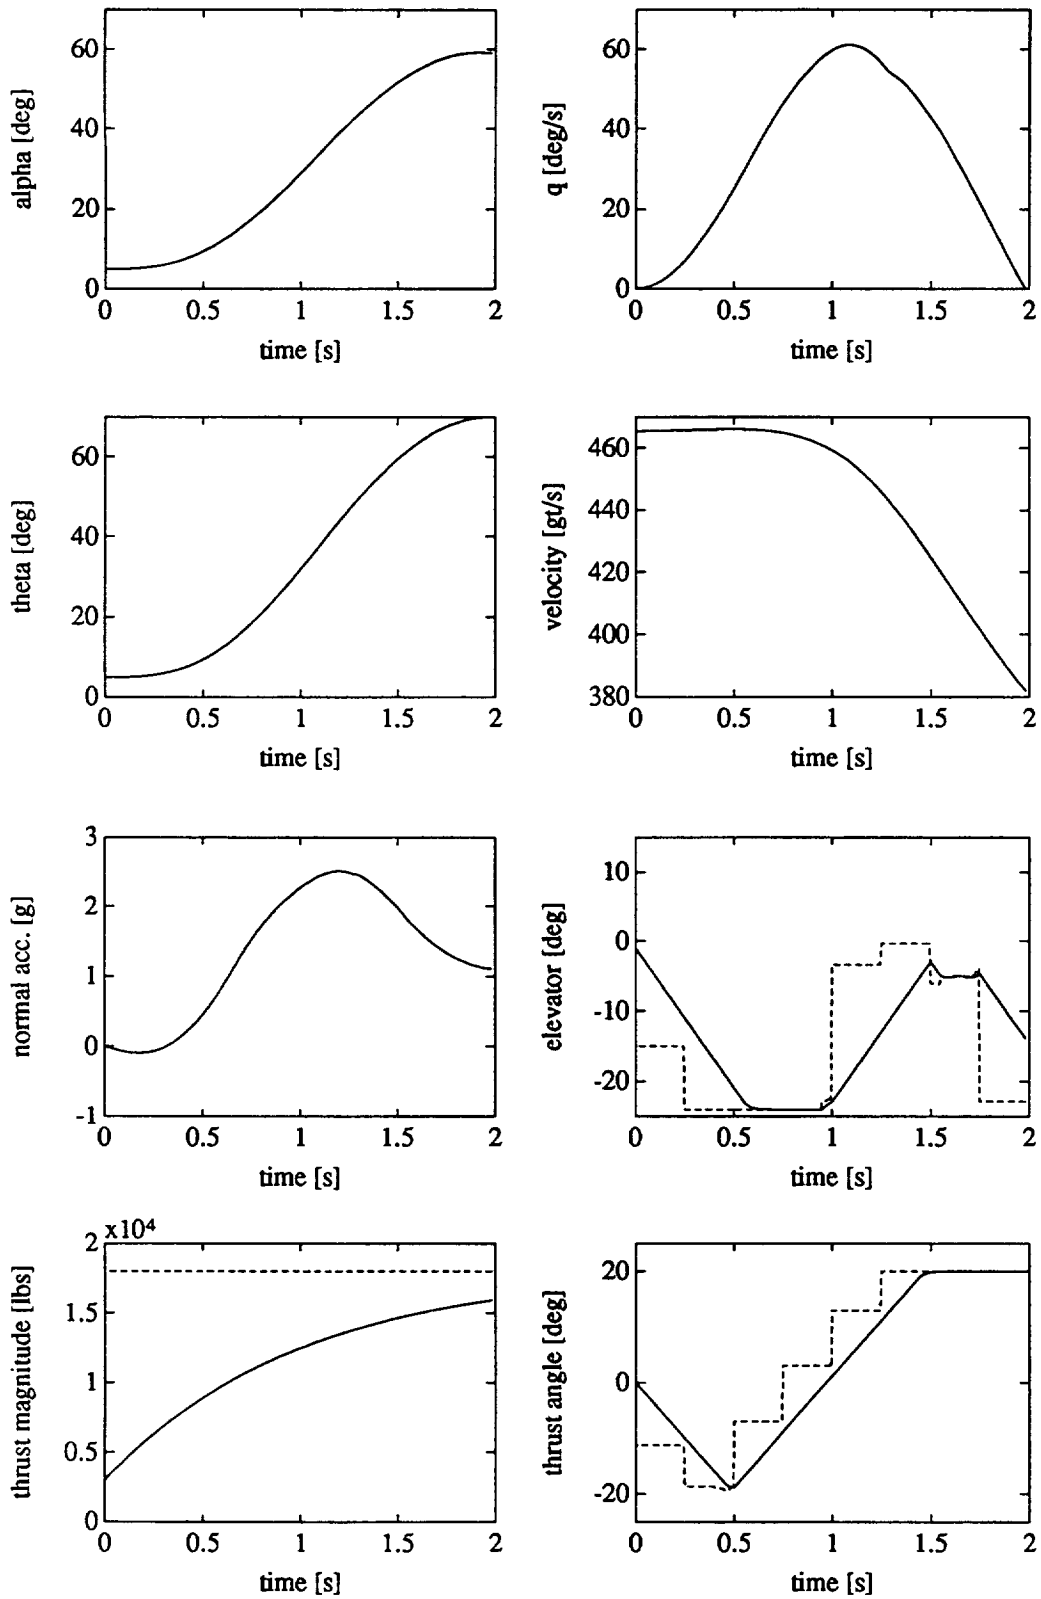 60
40
20
0
alpha [deg]
0 0.5 1 1.5 2
time [s]
60
40
20
0
q [deg/s]
0 0.5 1 1.5 2
time [s]
60
40
20
0
theta [deg]
0 0.5 1 1.5 2
time [s]
460
440
420
400
380
velocity [gt/s]
0 0.5 1 1.5 2
time [s]
3
2
1
0
-1
normal acc. [g]
0 0.5 1 1.5 2
time [s]
10
0
-10
-20
elevator [deg]
0 0.5 1 1.5 2
time [s]
x10⁴
2
1.5
1
0.5
0
thrust magnitude [lbs]
0 0.5 1 1.5 2
time [s]
20
0
-20
thrust angle [deg]
0 0.5 1 1.5 2
time [s]